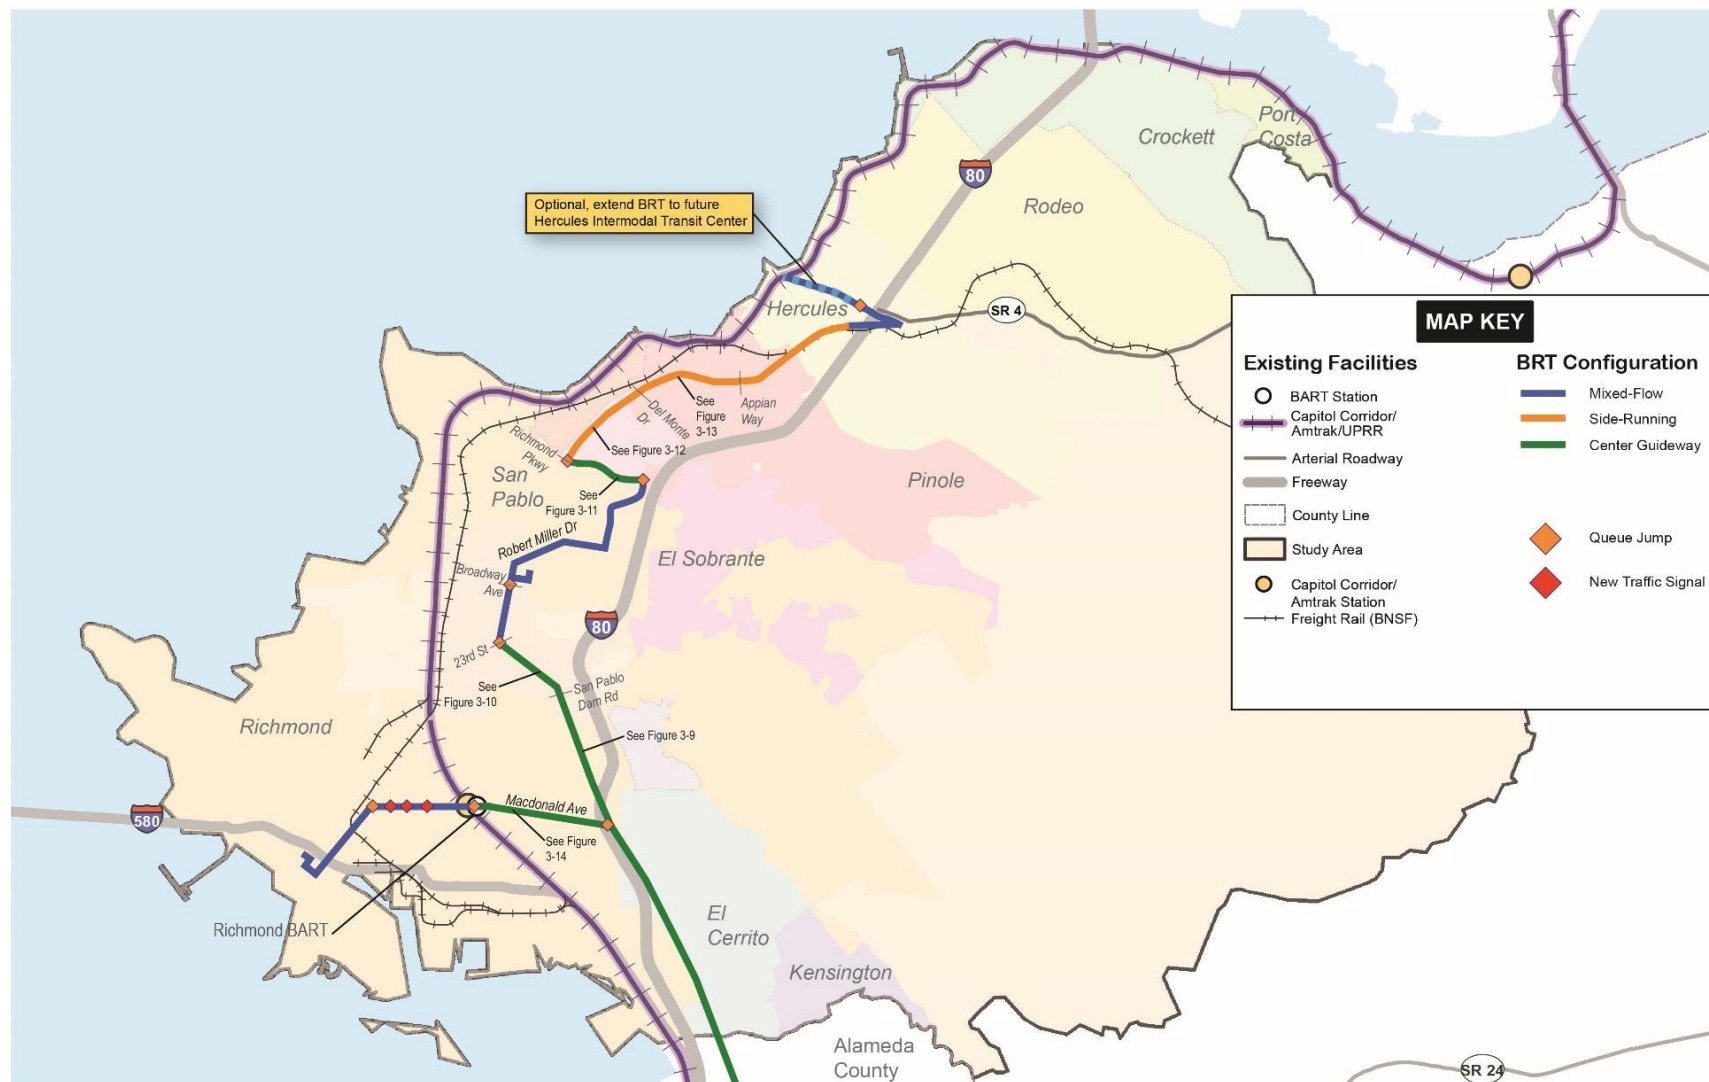 Port
Costa
Crockett
80
Rodeo
Optional, extend BRT to future
Hercules Intermodal Transit Center
Hercules
SR 4
See
Figure
3-13
Appian
Way
Del Monte
Dr
See Figure 3-12
Richmond
Pkwy
San
Pablo
See
Figure 3-11
Pinole
Robert Miller Dr
El Sobrante
Broadway
Ave
80
23rd St
See
Figure 3-10
San Pablo
Dam Rd
Richmond
See Figure 3-9
Macdonald Ave
580
See Figure
3-14
Richmond BART
El
Cerrito
Kensington
Alameda
County
SR 24
MAP KEY
Existing Facilities
BART Station
Capitol Corridor/
Amtrak/UPRR
Arterial Roadway
Freeway
County Line
Study Area
Capitol Corridor/
Amtrak Station
Freight Rail (BNSF)
BRT Configuration
Mixed-Flow
Side-Running
Center Guideway
Queue Jump
New Traffic Signal